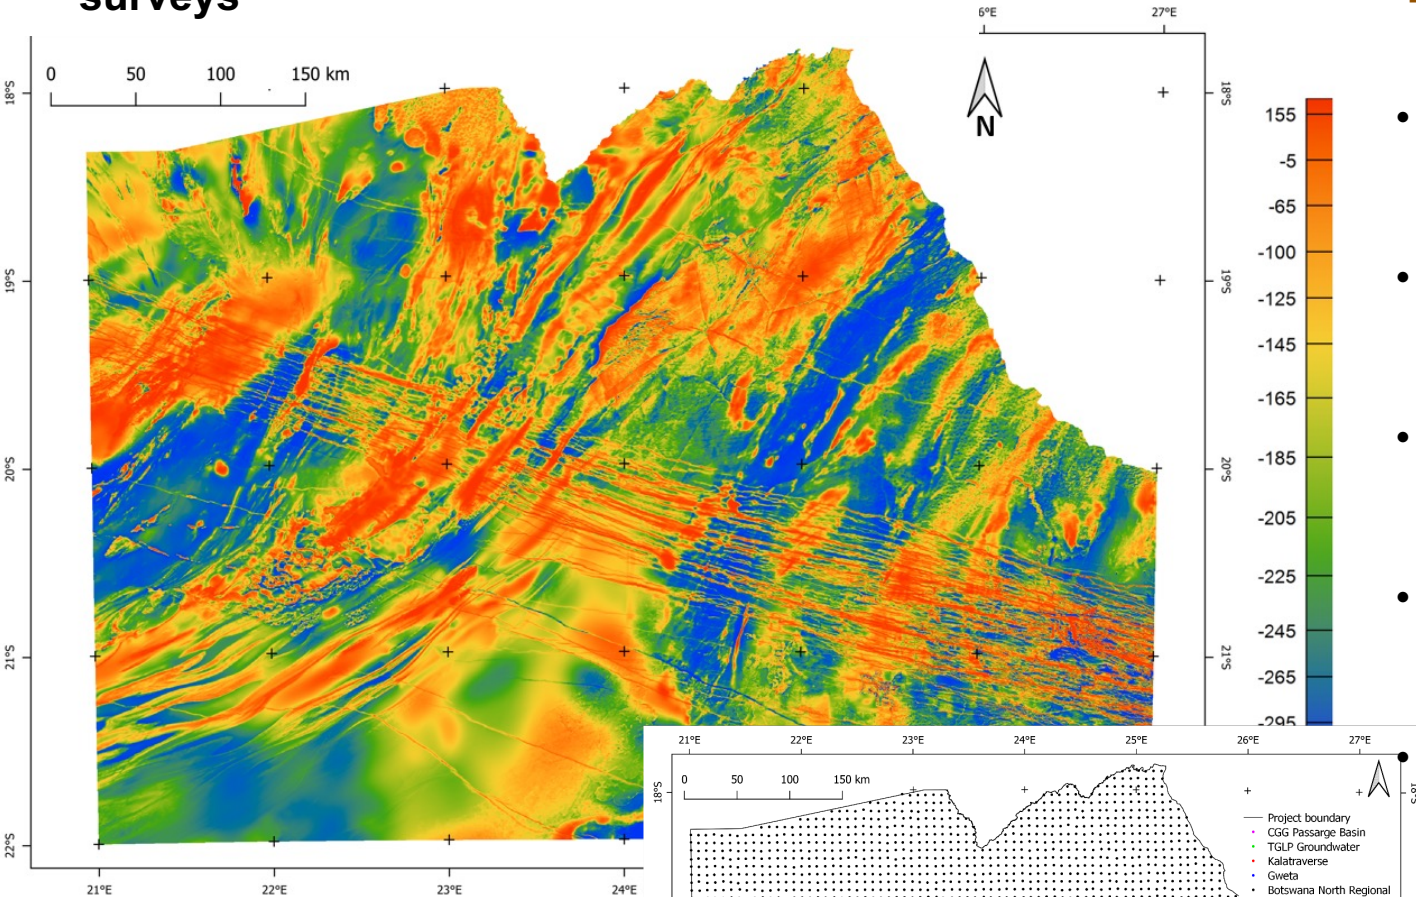 surveys
6°E 27°E
0 50 100 150 km
18°S
19°S
20°S
21°S
22°S
21°E 22°E 23°E 24°E
N
18°S
19°S
20°S
21°S
155
-5
-65
-100
-125
-145
-165
-185
-205
-225
-245
-265
-295
21°E 22°E 23°E 24°E 25°E 26°E 27°E
0 50 100 150 km
18°S
Project boundary
CGG Passarge Basin
TGLP Groundwater
Kalatraverse
Gweta
Botswana North Regional